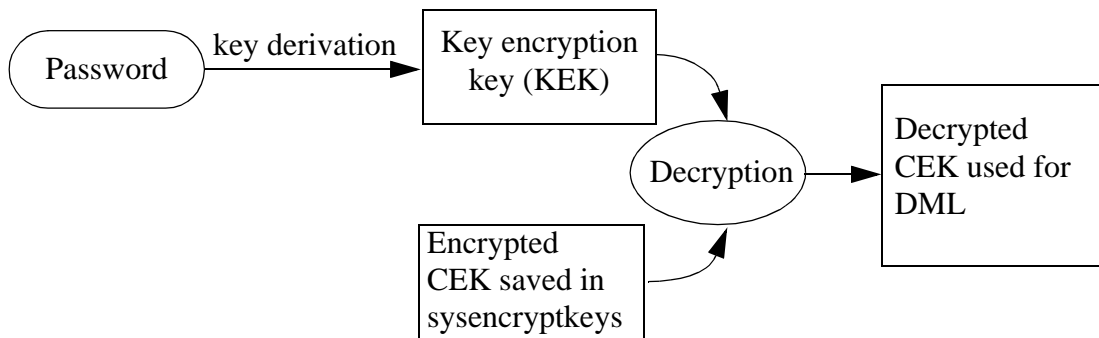 Password
key derivation
Key encryption
key (KEK)
Decryption
Encrypted
CEK saved in
sysencryptkeys
Decrypted
CEK used for
DML